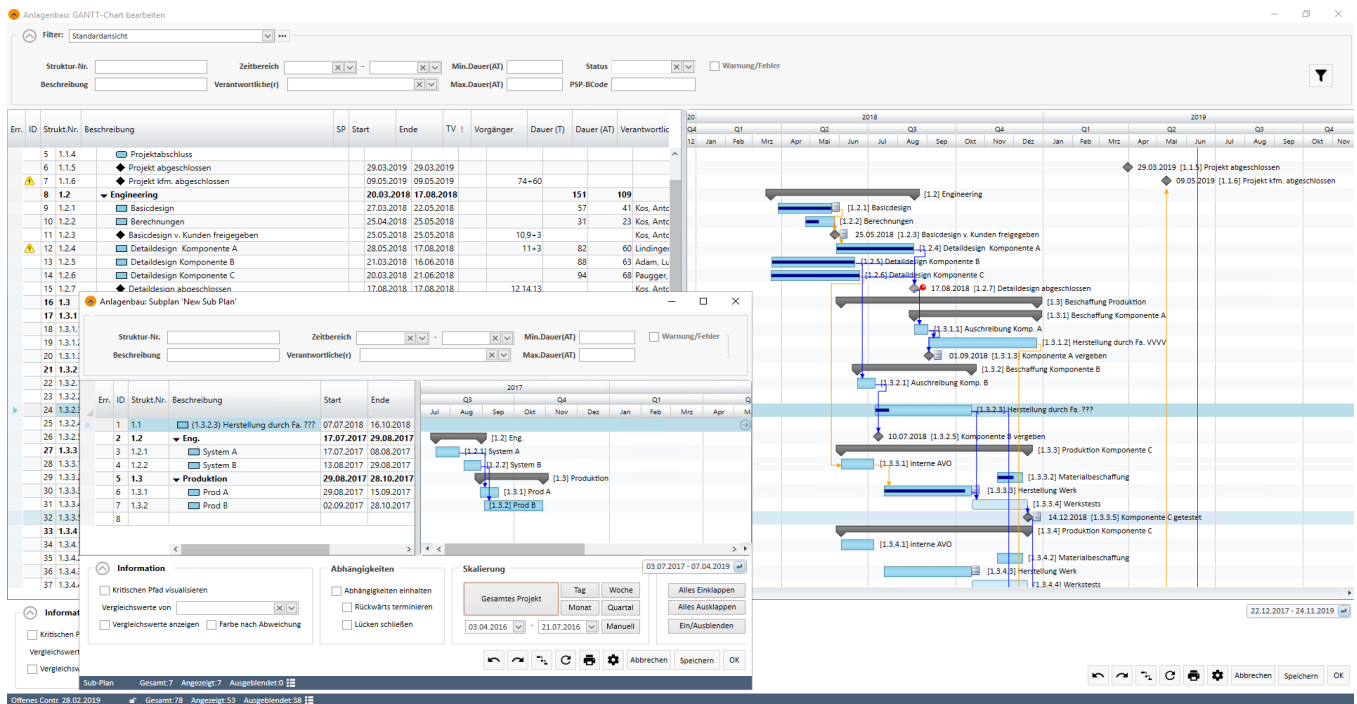 Anlagenbau: GANTT-Chart bearbeiten
Filter: Standardansicht
Struktur-Nr. Zeitbereich - Min.Dauer(AT) Status Warnung/Fehler
Beschreibung Verantwortliche(r) Max.Dauer(AT) PSP-BCode
Err. ID Strukt.Nr. Beschreibung SP Start Ende TV ! Vorgänger Dauer (T) Dauer (AT) Verantwortlic
20 2018 2019
Q4 Q1 Q2 Q3 Q4 Q1 Q2 Q3 Q4
12 Jan Feb Mrz Apr Mai Jun Jul Aug Sep Okt Nov Dez Jan Feb Mrz Apr Mai Jun Jul Aug Sep Okt Nov
5 1.1.4 Projektabschluss
6 1.1.5 Projekt abgeschlossen 29.03.2019 29.03.2019
7 1.1.6 Projekt kfm. abgeschlossen 09.05.2019 09.05.2019 74+60
8 1.2 Engineering 20.03.2018 17.08.2018 151 109
9 1.2.1 Basicdesign 27.03.2018 22.05.2018 57 41 Kos, Antc
10 1.2.2 Berechnungen 25.04.2018 25.05.2018 31 23 Kos, Antc
11 1.2.3 Basicdesign v. Kunden freigegeben 25.05.2018 25.05.2018 10,9+3 Kos, Antc
12 1.2.4 Detaildesign Komponente A 28.05.2018 17.08.2018 11+3 82 60 Lindinger
13 1.2.5 Detaildesign Komponente B 21.03.2018 16.06.2018 88 63 Adam, Lu
14 1.2.6 Detaildesign Komponente C 20.03.2018 21.06.2018 94 68 Paugger,
15 1.2.7 Detaildesign abgeschlossen 17.08.2018 17.08.2018 12,14,13 Kos, Antc
16 1.3
17 1.3.1
18 1.3.1.
19 1.3.1.2
20 1.3.1.3
21 1.3.2
22 1.3.2.
23 1.3.2.2
24 1.3.2.3
25 1.3.2.4
26 1.3.2.5
27 1.3.3
28 1.3.3.
29 1.3.3.2
30 1.3.3.3
31 1.3.3.4
32 1.3.3.5
33 1.3.4
34 1.3.4.
35 1.3.4.2
36 1.3.4.3
37 1.3.4.4
29.03.2019 [1.1.5] Projekt abgeschlossen
09.05.2019 [1.1.6] Projekt kfm. abgeschlossen
[1.2] Engineering
[1.2.1] Basicdesign
[1.2.2] Berechnungen
25.05.2018 [1.2.3] Basicdesign v. Kunden freigegeben
[1.2.4] Detaildesign Komponente A
[1.2.5] Detaildesign Komponente B
[1.2.6] Detaildesign Komponente C
17.08.2018 [1.2.7] Detaildesign abgeschlossen
[1.3] Beschaffung Produktion
[1.3.1] Beschaffung Komponente A
[1.3.1.1] Auschreibung Komp. A
[1.3.1.2] Herstellung durch Fa. VVVV
01.09.2018 [1.3.1.3] Komponente A vergeben
[1.3.2] Beschaffung Komponente B
[1.3.2.1] Auschreibung Komp. B
[1.3.2.3] Herstellung durch Fa. ???
10.07.2018 [1.3.2.5] Komponente B vergeben
[1.3.3] Produktion Komponente C
[1.3.3.1] interne AVO
[1.3.3.2] Materialbeschaffung
[1.3.3.3] Herstellung Werk
[1.3.3.4] Werkstests
14.12.2018 [1.3.3.5] Komponente C getestet
[1.3.4] Produktion Komponente C
[1.3.4.1] interne AVO
[1.3.4.2] Materialbeschaffung
[1.3.4.3] Herstellung Werk
[1.3.4.4] Werkstests
Anlagenbau: Subplan 'New Sub Plan'
Struktur-Nr. Zeitbereich - Min.Dauer(AT) Warnung/Fehler
Beschreibung Verantwortliche(r) Max.Dauer(AT)
Err. ID Strukt.Nr. Beschreibung Start Ende
2017
Q3 Q4 Q1 Q
Jul Aug Sep Okt Nov Dez Jan Feb Mrz Apr M
1 1.1 (1.3.2.3) Herstellung durch Fa. ??? 07.07.2018 16.10.2018
2 1.2 Eng. 17.07.2017 29.08.2017 [1.2] Eng.
3 1.2.1 System A 17.07.2017 08.08.2017 [1.2.1] System A
4 1.2.2 System B 13.08.2017 29.08.2017 [1.2.2] System B
5 1.3 Produktion 29.08.2017 28.10.2017 [1.3] Produktion
6 1.3.1 Prod A 29.08.2017 15.09.2017 [1.3.1] Prod A
7 1.3.2 Prod B 02.09.2017 28.10.2017 [1.3.2] Prod B
8
Information Abhängigkeiten Skalierung 03.07.2017 - 07.04.2019
Kritischen Pfad visualisieren Abhängigkeiten einhalten Gesamtes Projekt Tag Woche Alles Einklappen
Vergleichswerte von Rückwärts terminieren Monat Quartal Alles Ausklappen
Vergleichswerte anzeigen Farbe nach Abweichung Lücken schließen 03.04.2016 - 21.07.2016 Manuell Ein/Ausblenden
Abbrechen Speichern OK
Sub-Plan Gesamt:7 Angezeigt:7 Ausgeblendet:0
Informat
Kritischen P
Vergleichswert
Vergleichsw
22.12.2017 - 24.11.2019
Abbrechen Speichern OK
Offenes Contr. 28.02.2019 Gesamt:78 Angezeigt:53 Ausgeblendet:38